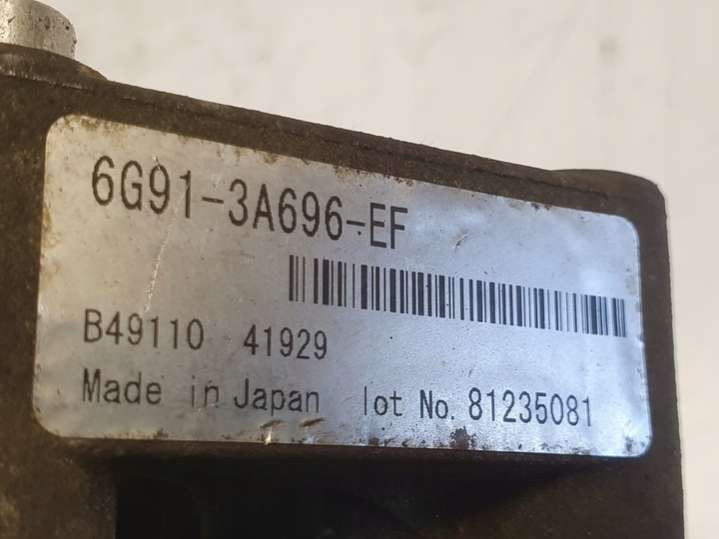 6G91-3A696-EF
B49110 41929
Made in Japan lot No. 81235081